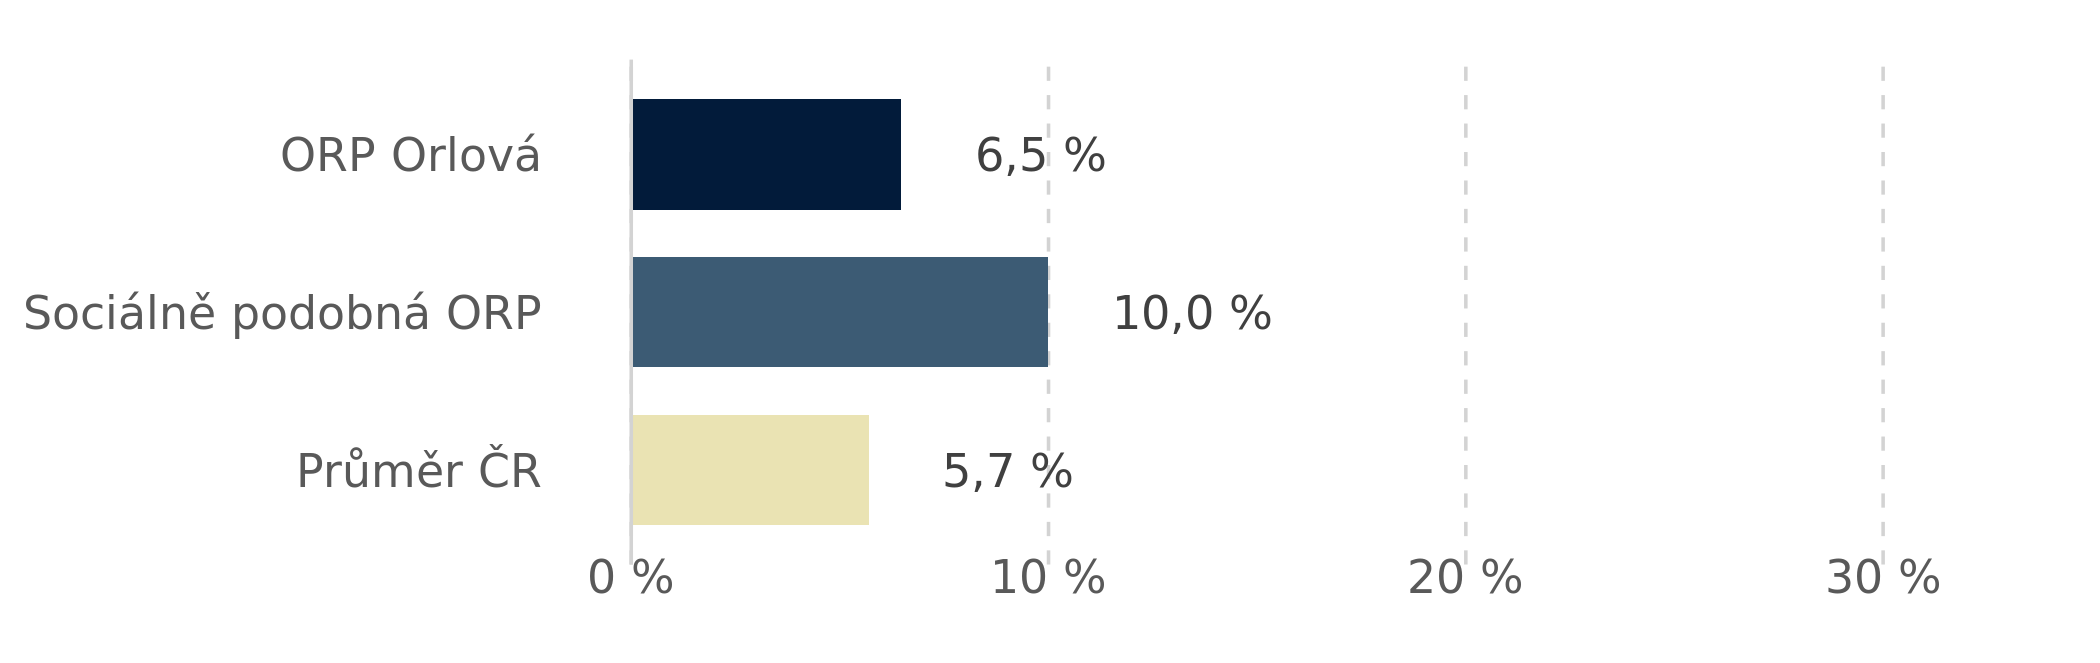 ORP Orlová
6,5 %
Sociálně podobná ORP
10,0 %
Průměr ČR
5,7 %
0 %
10 %
20 %
30 %